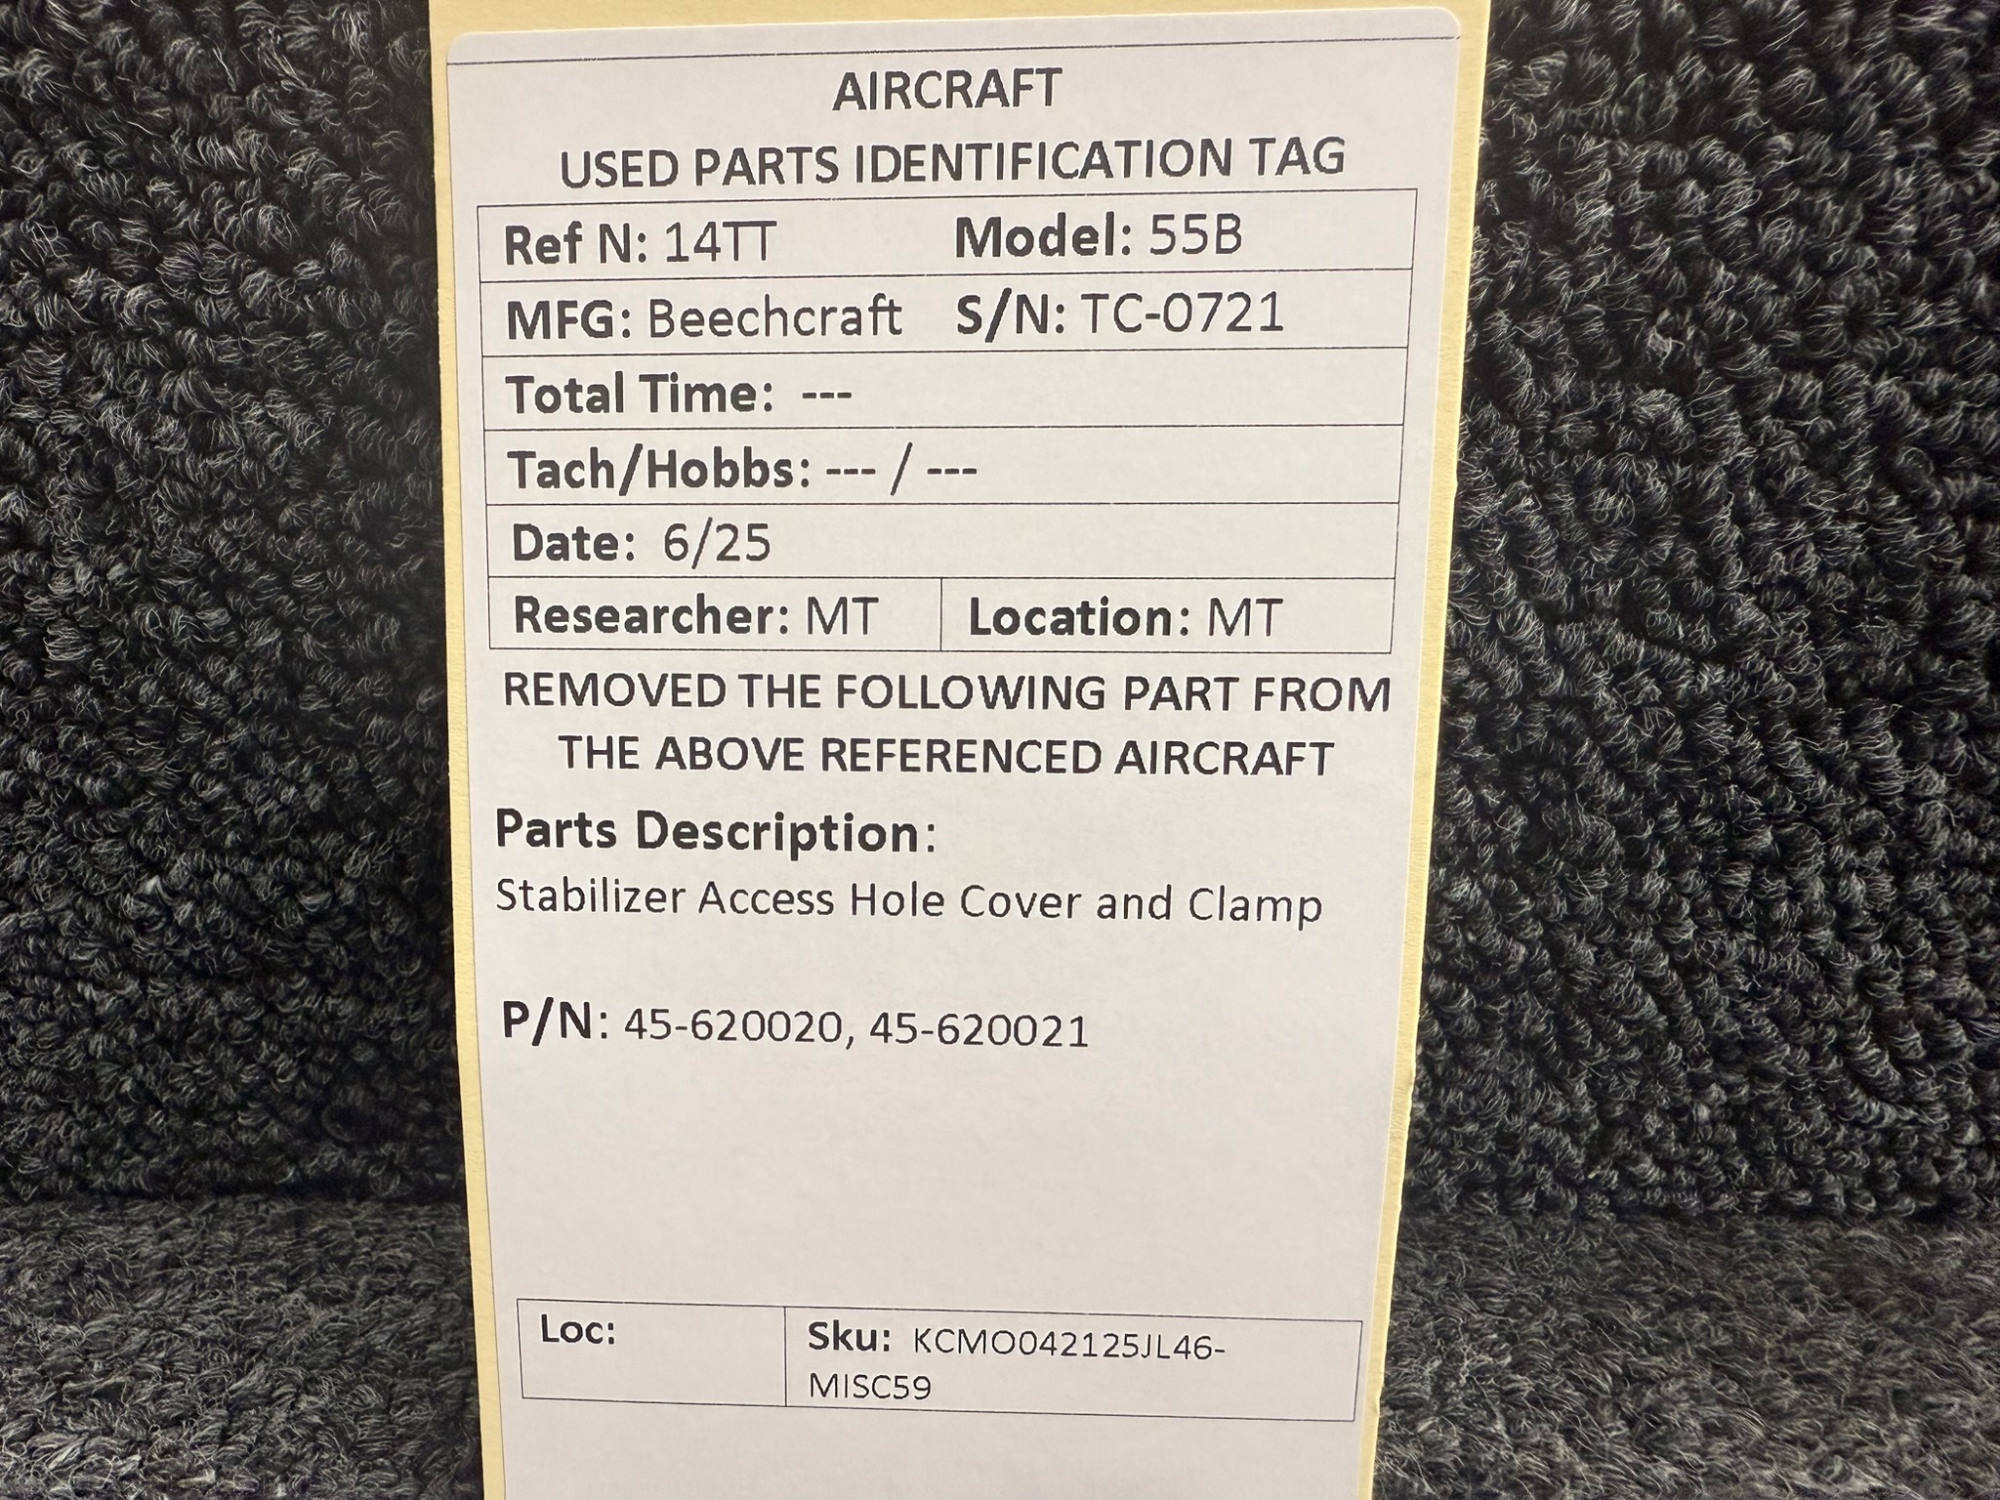 AIRCRAFT
USED PARTS IDENTIFICATION TAG
Ref N: 14TT Model: 55B
MFG: Beechcraft S/N: TC-0721
Total Time: ---
Tach/Hobbs: --- / ---
Date: 6/25
Researcher: MT Location: MT
REMOVED THE FOLLOWING PART FROM
THE ABOVE REFERENCED AIRCRAFT
Parts Description:
Stabilizer Access Hole Cover and Clamp
P/N: 45-620020, 45-620021
Loc: Sku: KCMO042125JL46-
MISC59